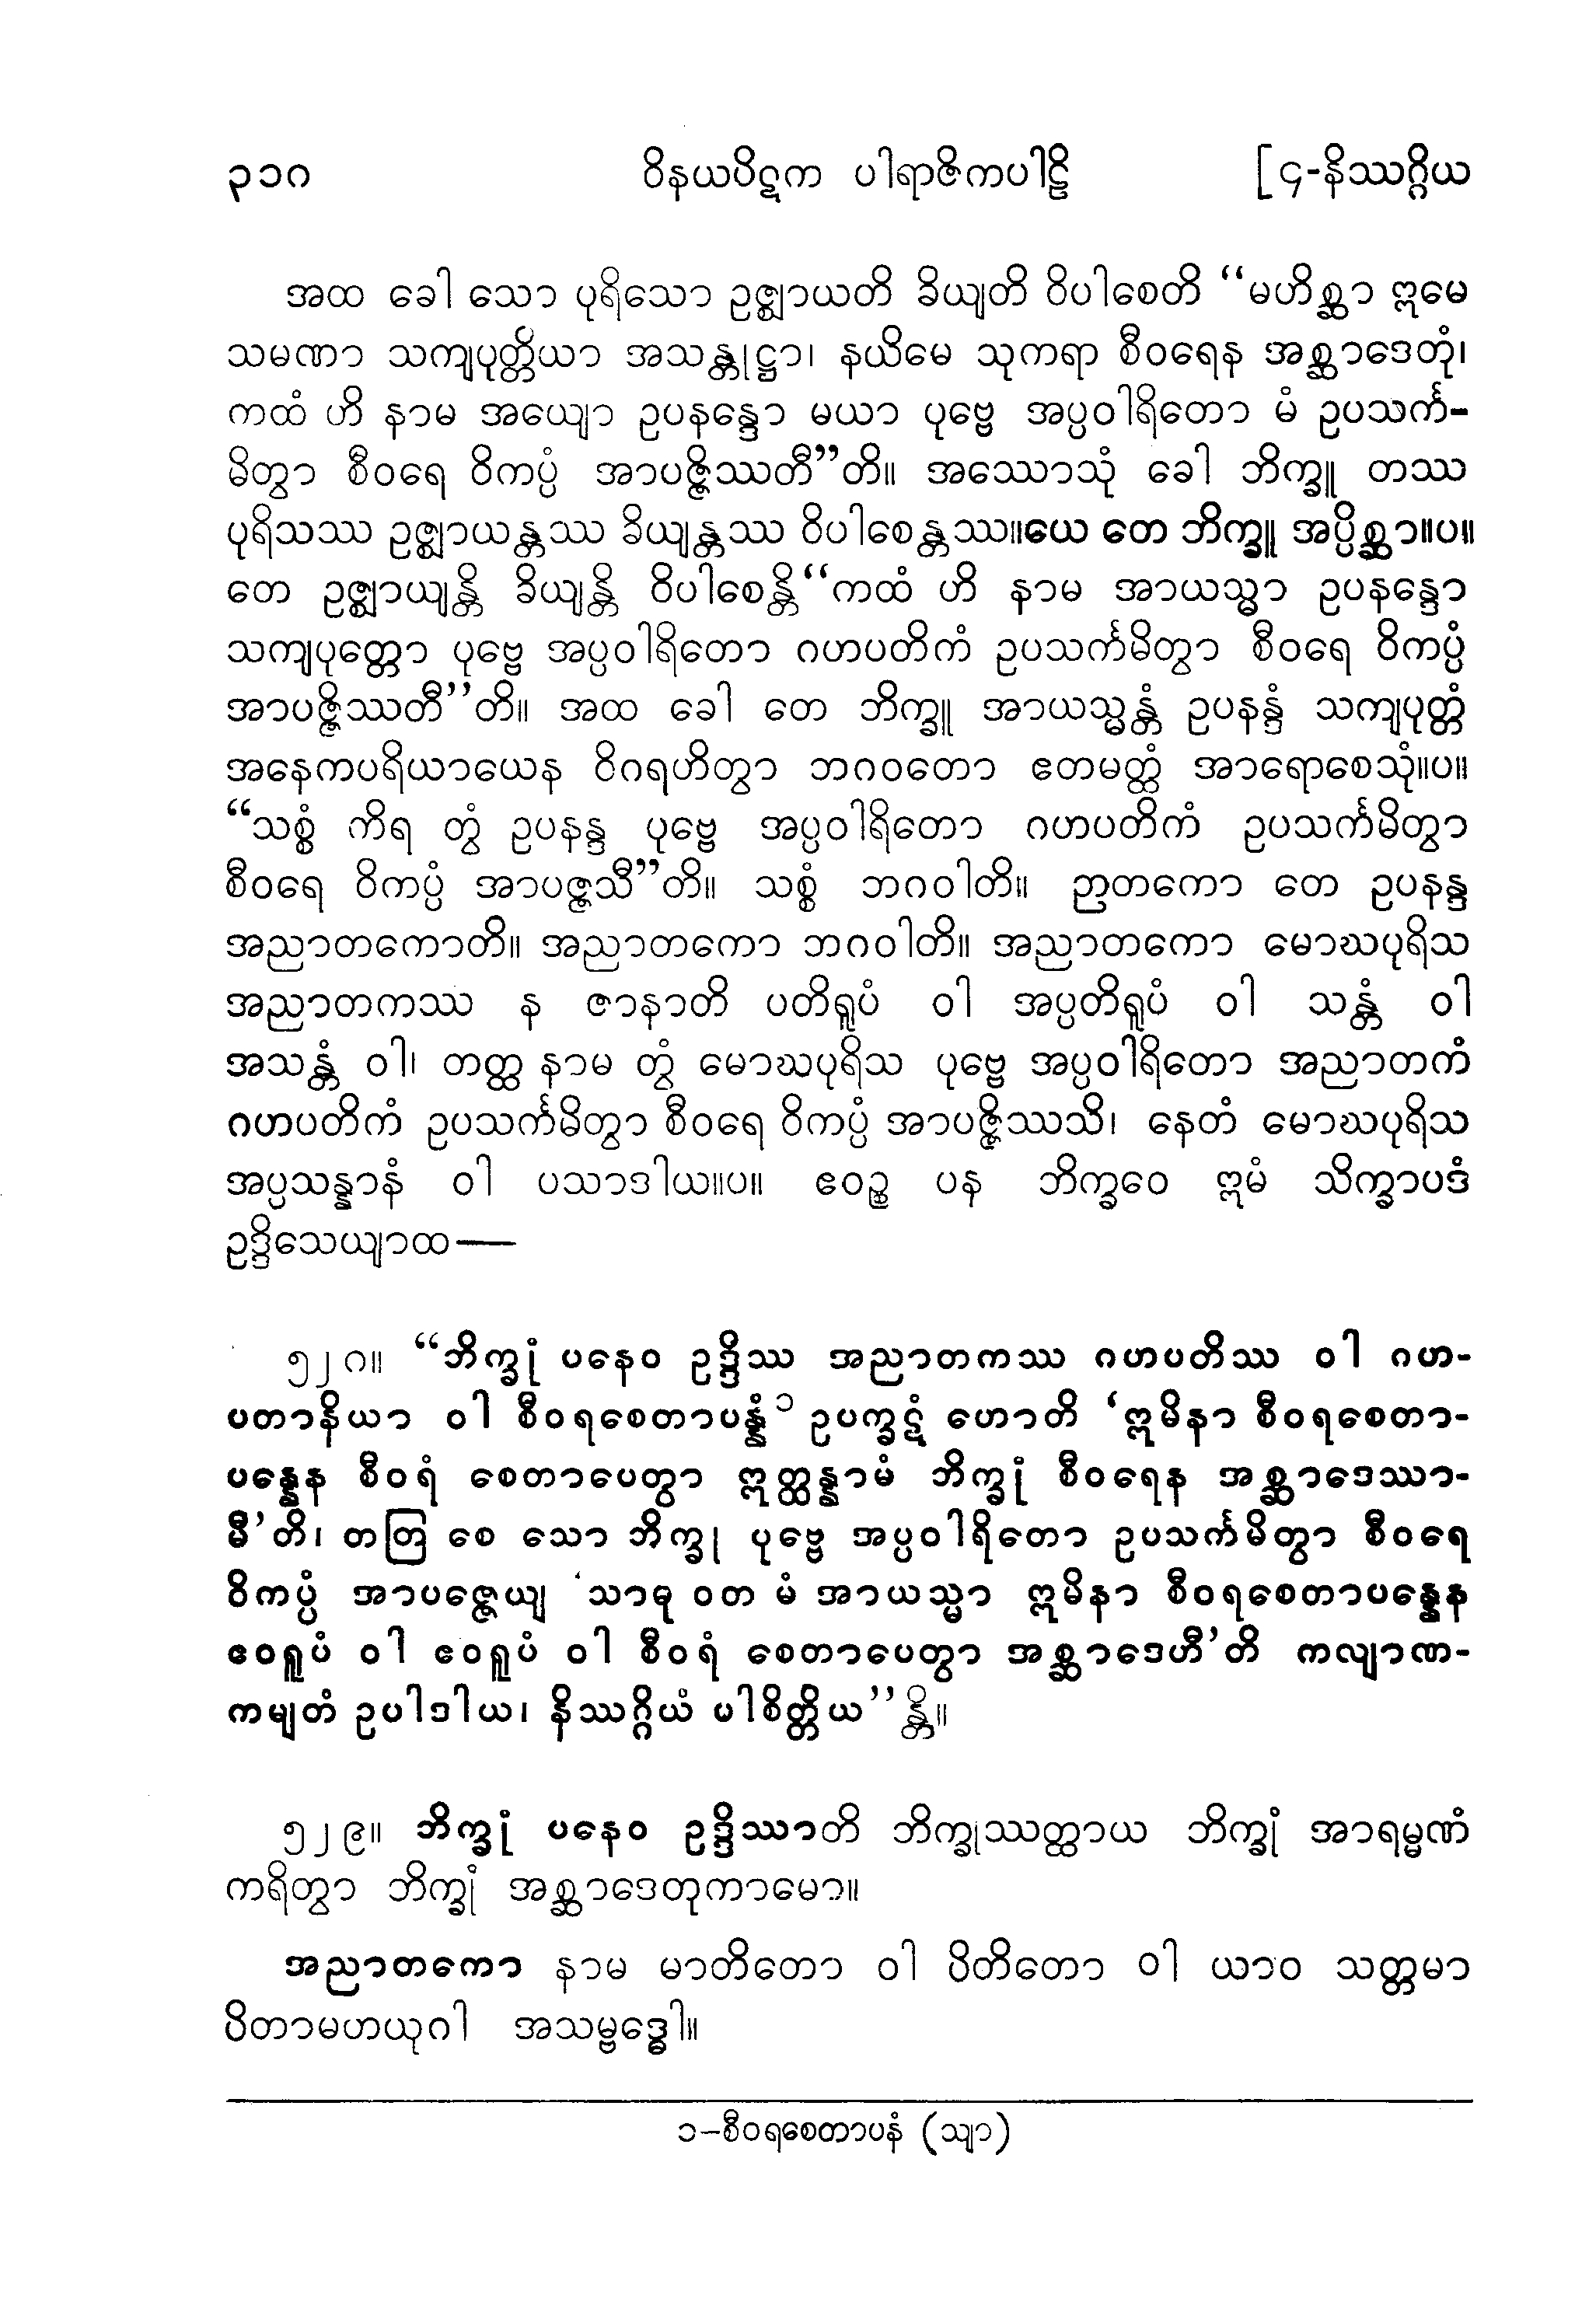 ၃၁၈ ဝိနယပိဋက ပါရာဇိကပါဠိ [၄-နိဿဂ္ဂိယ
အထ ခေါ သော ပုရိသော ဥဇ္ဈာယတိ ခိယျတိ ဝိပါစေတိ “မဟိစ္ဆာ ဣမေ
သမဏာ သကျပုတ္တိယာ အသန္တုဋ္ဌာ၊ နယိမေ သုကရာ စီဝရေန အစ္ဆာဒေတုံ၊
ကထံ ဟိ နာမ အယျော ဥပနန္ဒော မယာ ပုဗ္ဗေ အပ္ပဝါရိတော မံ ဥပသင်္က-
မိတွာ စီဝရေ ဝိကပ္ပံ အာပဇ္ဇိဿတီ”တိ။ အဿောသုံ ခေါ ဘိက္ခူ တဿ
ပုရိသဿ ဥဇ္ဈာယန္တဿ ခိယျန္တဿ ဝိပါစေန္တဿ။ယေ တေ ဘိက္ခူ အပ္ပိစ္ဆာ။ပ။
တေ ဥဇ္ဈာယျန္တိ ခိယျန္တိ ဝိပါစေန္တိ“ကထံ ဟိ နာမ အာယသ္မာ ဥပနန္ဒော
သကျပုတ္တော ပုဗ္ဗေ အပ္ပဝါရိတော ဂဟပတိကံ ဥပသင်္ကမိတွာ စီဝရေ ဝိကပ္ပံ
အာပဇ္ဇိဿတီ”တိ။ အထ ခေါ တေ ဘိက္ခူ အာယသ္မန္တံ ဥပနန္ဒံ သကျပုတ္တံ
အနေကပရိယာယေန ဝိဂရဟိတွာ ဘဂဝတော ဧတမတ္ထံ အာရောစေသုံ။ပ။
“သစ္စံ ကိရ တွံ ဥပနန္ဒ ပုဗ္ဗေ အပ္ပဝါရိတော ဂဟပတိကံ ဥပသင်္ကမိတွာ
စီဝရေ ဝိကပ္ပံ အာပဇ္ဇသီ”တိ။ သစ္စံ ဘဂဝါတိ။ ဉာတကော တေ ဥပနန္ဒ
အညာတကောတိ။ အညာတကော ဘဂဝါတိ။ အညာတကော မောဃပုရိသ
အညာတကဿ န ဇာနာတိ ပတိရူပံ ဝါ အပ္ပတိရူပံ ဝါ သန္တံ ဝါ
အသန္တံ ဝါ၊ တတ္ထ နာမ တွံ မောဃပုရိသ ပုဗ္ဗေ အပ္ပဝါရိတော အညာတကံ
ဂဟပတိကံ ဥပသင်္ကမိတွာ စီဝရေ ဝိကပ္ပံ အာပဇ္ဇိဿသိ၊ နေတံ မောဃပုရိသ
အပ္ပသန္နာနံ ဝါ ပသာဒါယ။ပ။ ဧဝဉ္စ ပန ဘိက္ခဝေ ဣမံ သိက္ခာပဒံ
ဥဒ္ဒိသေယျာထ—
၅၂၈။ “ဘိက္ခုံ ပနေဝ ဥဒ္ဒိဿ အညာတကဿ ဂဟပတိဿ ဝါ ဂဟ-
ပတာနိယာ ဝါ စီဝရစေတာပန္နံ၁ ဥပက္ခဋံ ဟောတိ ‘ဣမိနာ စီဝရစေတာ-
ပန္နေန စီဝရံ စေတာပေတွာ ဣတ္ထန္နာမံ ဘိက္ခုံ စီဝရေန အစ္ဆာဒေဿာ-
မီ’တိ၊ တတြ စေ သော ဘိက္ခု ပုဗ္ဗေ အပ္ပဝါရိတော ဥပသင်္ကမိတွာ စီဝရေ
ဝိကပ္ပံ အာပဇ္ဇေယျ ‘သာဓု ဝတ မံ အာယသ္မာ ဣမိနာ စီဝရစေတာပန္နေန
ဧဝရူပံ ဝါ ဧဝရူပံ ဝါ စီဝရံ စေတာပေတွာ အစ္ဆာဒေဟီ’တိ ကလျာဏ-
ကမျတံ ဥပါဒါယ၊ နိဿဂ္ဂိယံ ပါစိတ္တိယ”န္တိ။
၅၂၉။ ဘိက္ခုံ ပနေဝ ဥဒ္ဒိဿာတိ ဘိက္ခုဿတ္ထာယ ဘိက္ခုံ အာရမ္မဏံ
ကရိတွာ ဘိက္ခုံ အစ္ဆာဒေတုကာမော။
အညာတကော နာမ မာတိတော ဝါ ပိတိတော ဝါ ယာဝ သတ္တမာ
ပိတာမဟယုဂါ အသမ္ဗဒ္ဓေါ။
၁-စီဝရစေတာပနံ (သျာ)